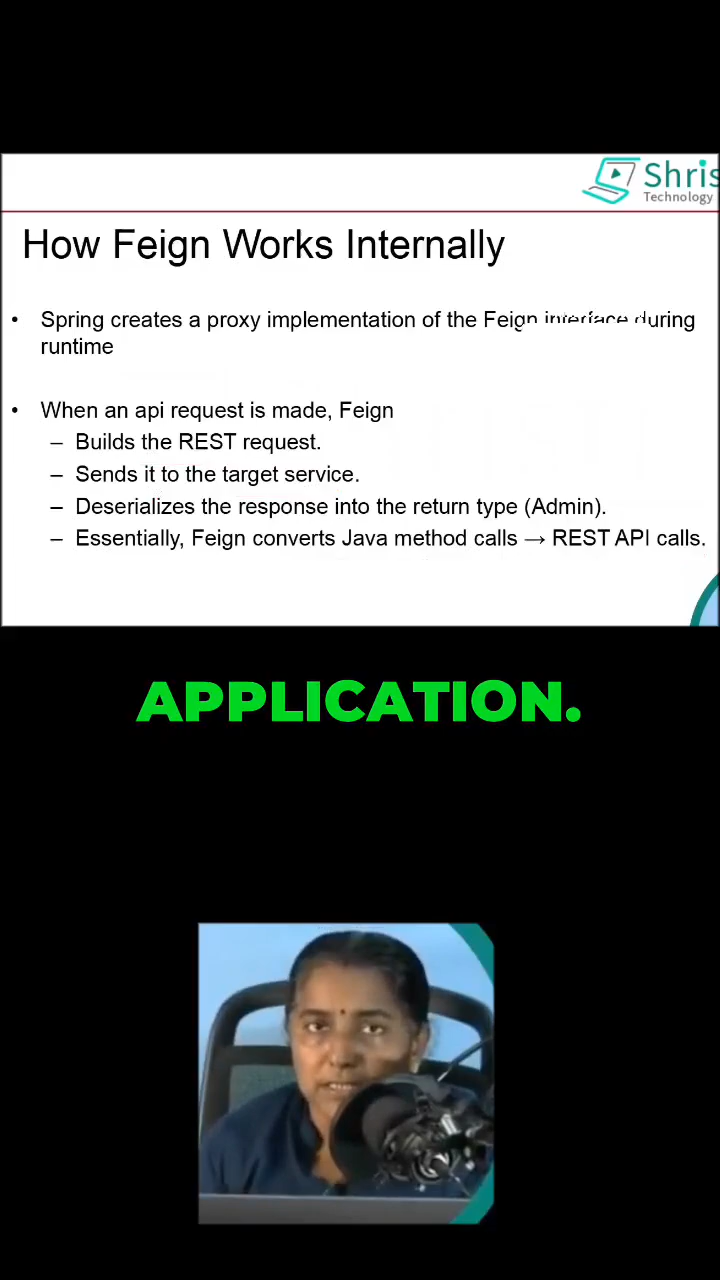 Shris
Technology
How Feign Works Internally
• Spring creates a proxy implementation of the Feign interface during
runtime
• When an api request is made, Feign
– Builds the REST request.
– Sends it to the target service.
– Deserializes the response into the return type (Admin).
– Essentially, Feign converts Java method calls → REST API calls.
APPLICATION.